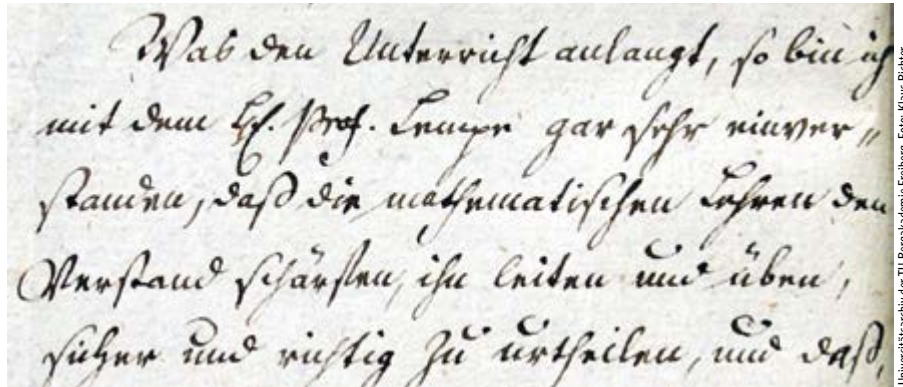 Was den Unterricht anlangt, so bin ich
mit dem H. Prof. Lempe gar sehr einver„
standen, daß die mathematischen Lehren den
Verstand schärfen, ihn leiten und üben,
sicher und richtig zu urtheilen, und daß,
Universitätsarchiv der TU Bergakademie Freiberg, Foto: Klaus Richter